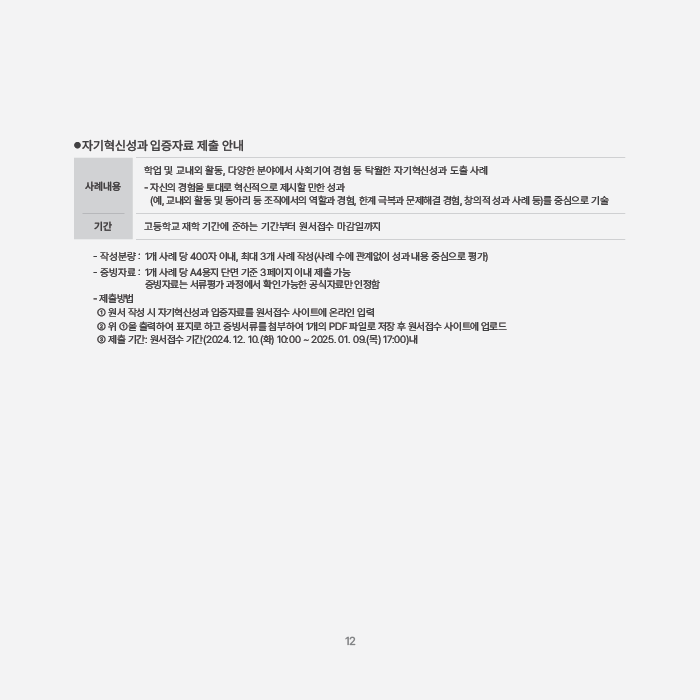 ●자기혁신성과 입증자료 제출 안내
사례내용
학업 및 교내외 활동, 다양한 분야에서 사회기여 경험 등 탁월한 자기혁신성과 도출 사례
- 자신의 경험을 토대로 혁신적으로 제시할 만한 성과
(예, 교내외 활동 및 동아리 등 조직에서의 역할과 경험, 한계 극복과 문제해결 경험, 창의적 성과 사례 등)를 중심으로 기술
기간
고등학교 재학 기간에 준하는 기간부터 원서접수 마감일까지
- 작성분량 : 1개 사례 당 400자 이내, 최대 3개 사례 작성(사례 수에 관계없이 성과 내용 중심으로 평가)
- 증빙자료 : 1개 사례 당 A4용지 단면 기준 3페이지 이내 제출 가능
증빙자료는 서류평가 과정에서 확인가능한 공식자료만 인정함
- 제출방법
① 원서 작성 시 자기혁신성과 입증자료를 원서접수 사이트에 온라인 입력
② 위 ①을 출력하여 표지로 하고 증빙서류를 첨부하여 1개의 PDF 파일로 저장 후 원서접수 사이트에 업로드
③ 제출 기간: 원서접수 기간(2024. 12. 10.(화) 10:00 ~ 2025. 01. 09.(목) 17:00)내
12